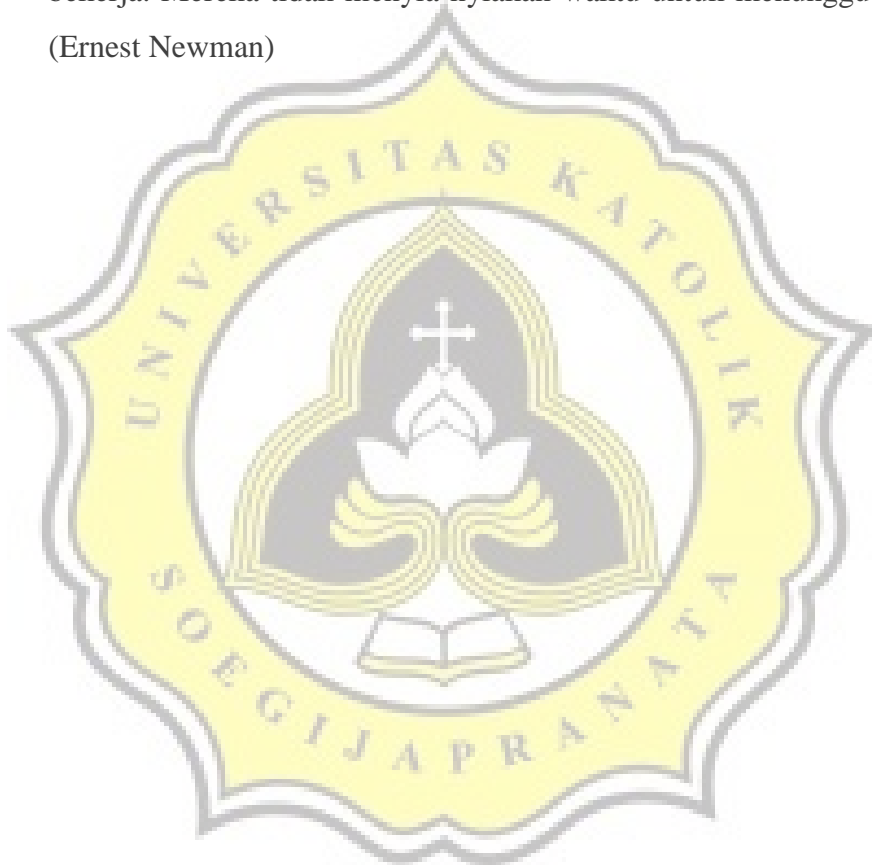 bekerja. Mereka tidak menyia-nyiakan waktu untuk menunggu
(Ernest Newman)
UNIVERSITAS KATOLIK
SOEGIJAPRANATA